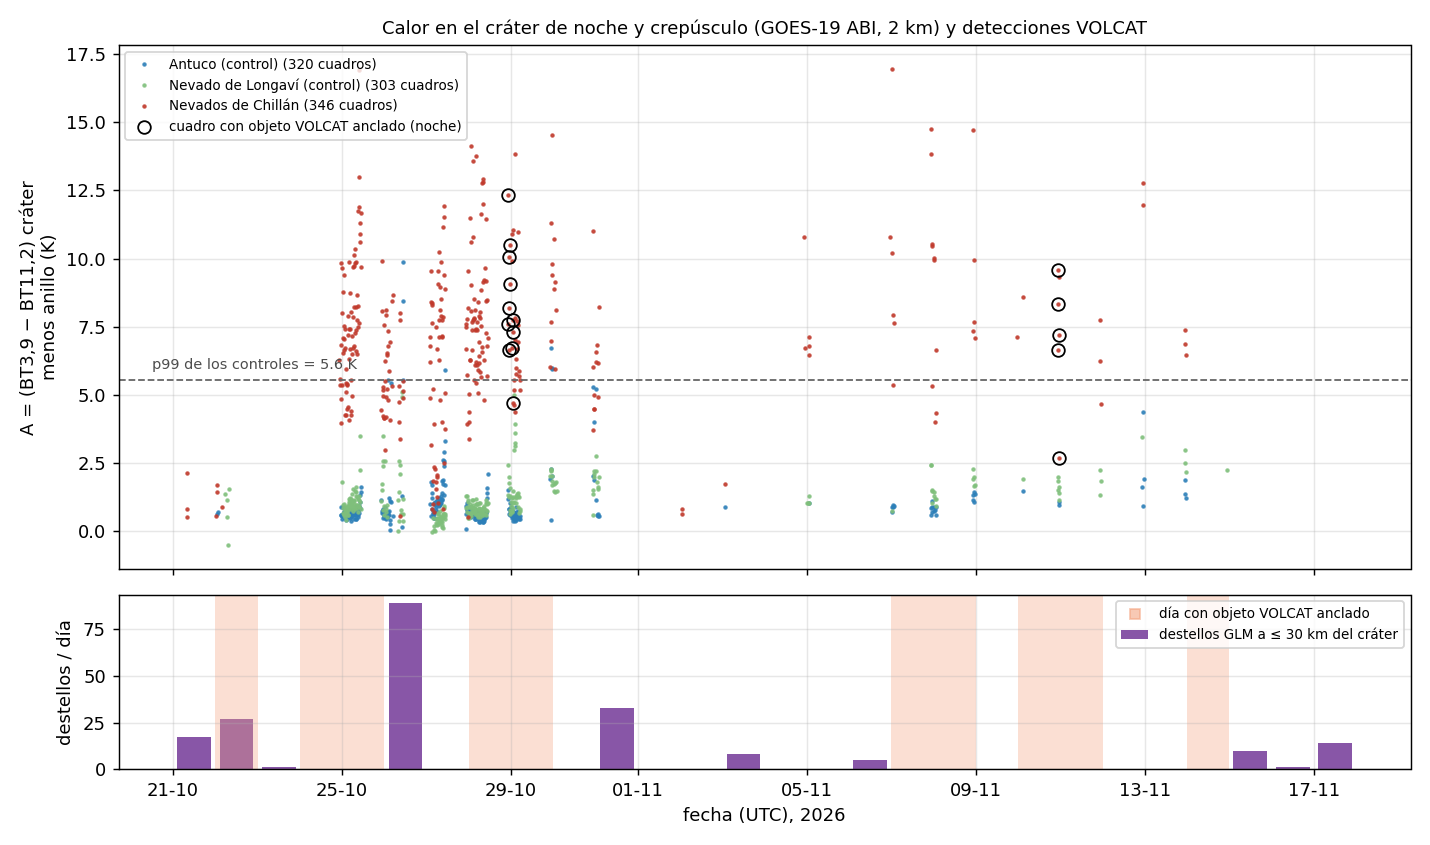 Calor en el cráter de noche y crepúsculo (GOES-19 ABI, 2 km) y detecciones VOLCAT
A = (BT3,9 − BT11,2) cráter
menos anillo (K)
17.5
15.0
12.5
10.0
7.5
5.0
2.5
0.0
Antuco (control) (320 cuadros)
Nevado de Longaví (control) (303 cuadros)
Nevados de Chillán (346 cuadros)
cuadro con objeto VOLCAT anclado (noche)
p99 de los controles = 5.6 K
destellos / día
75
50
25
0
día con objeto VOLCAT anclado
destellos GLM a ≤ 30 km del cráter
21-10
25-10
29-10
01-11
05-11
09-11
13-11
17-11
fecha (UTC), 2026